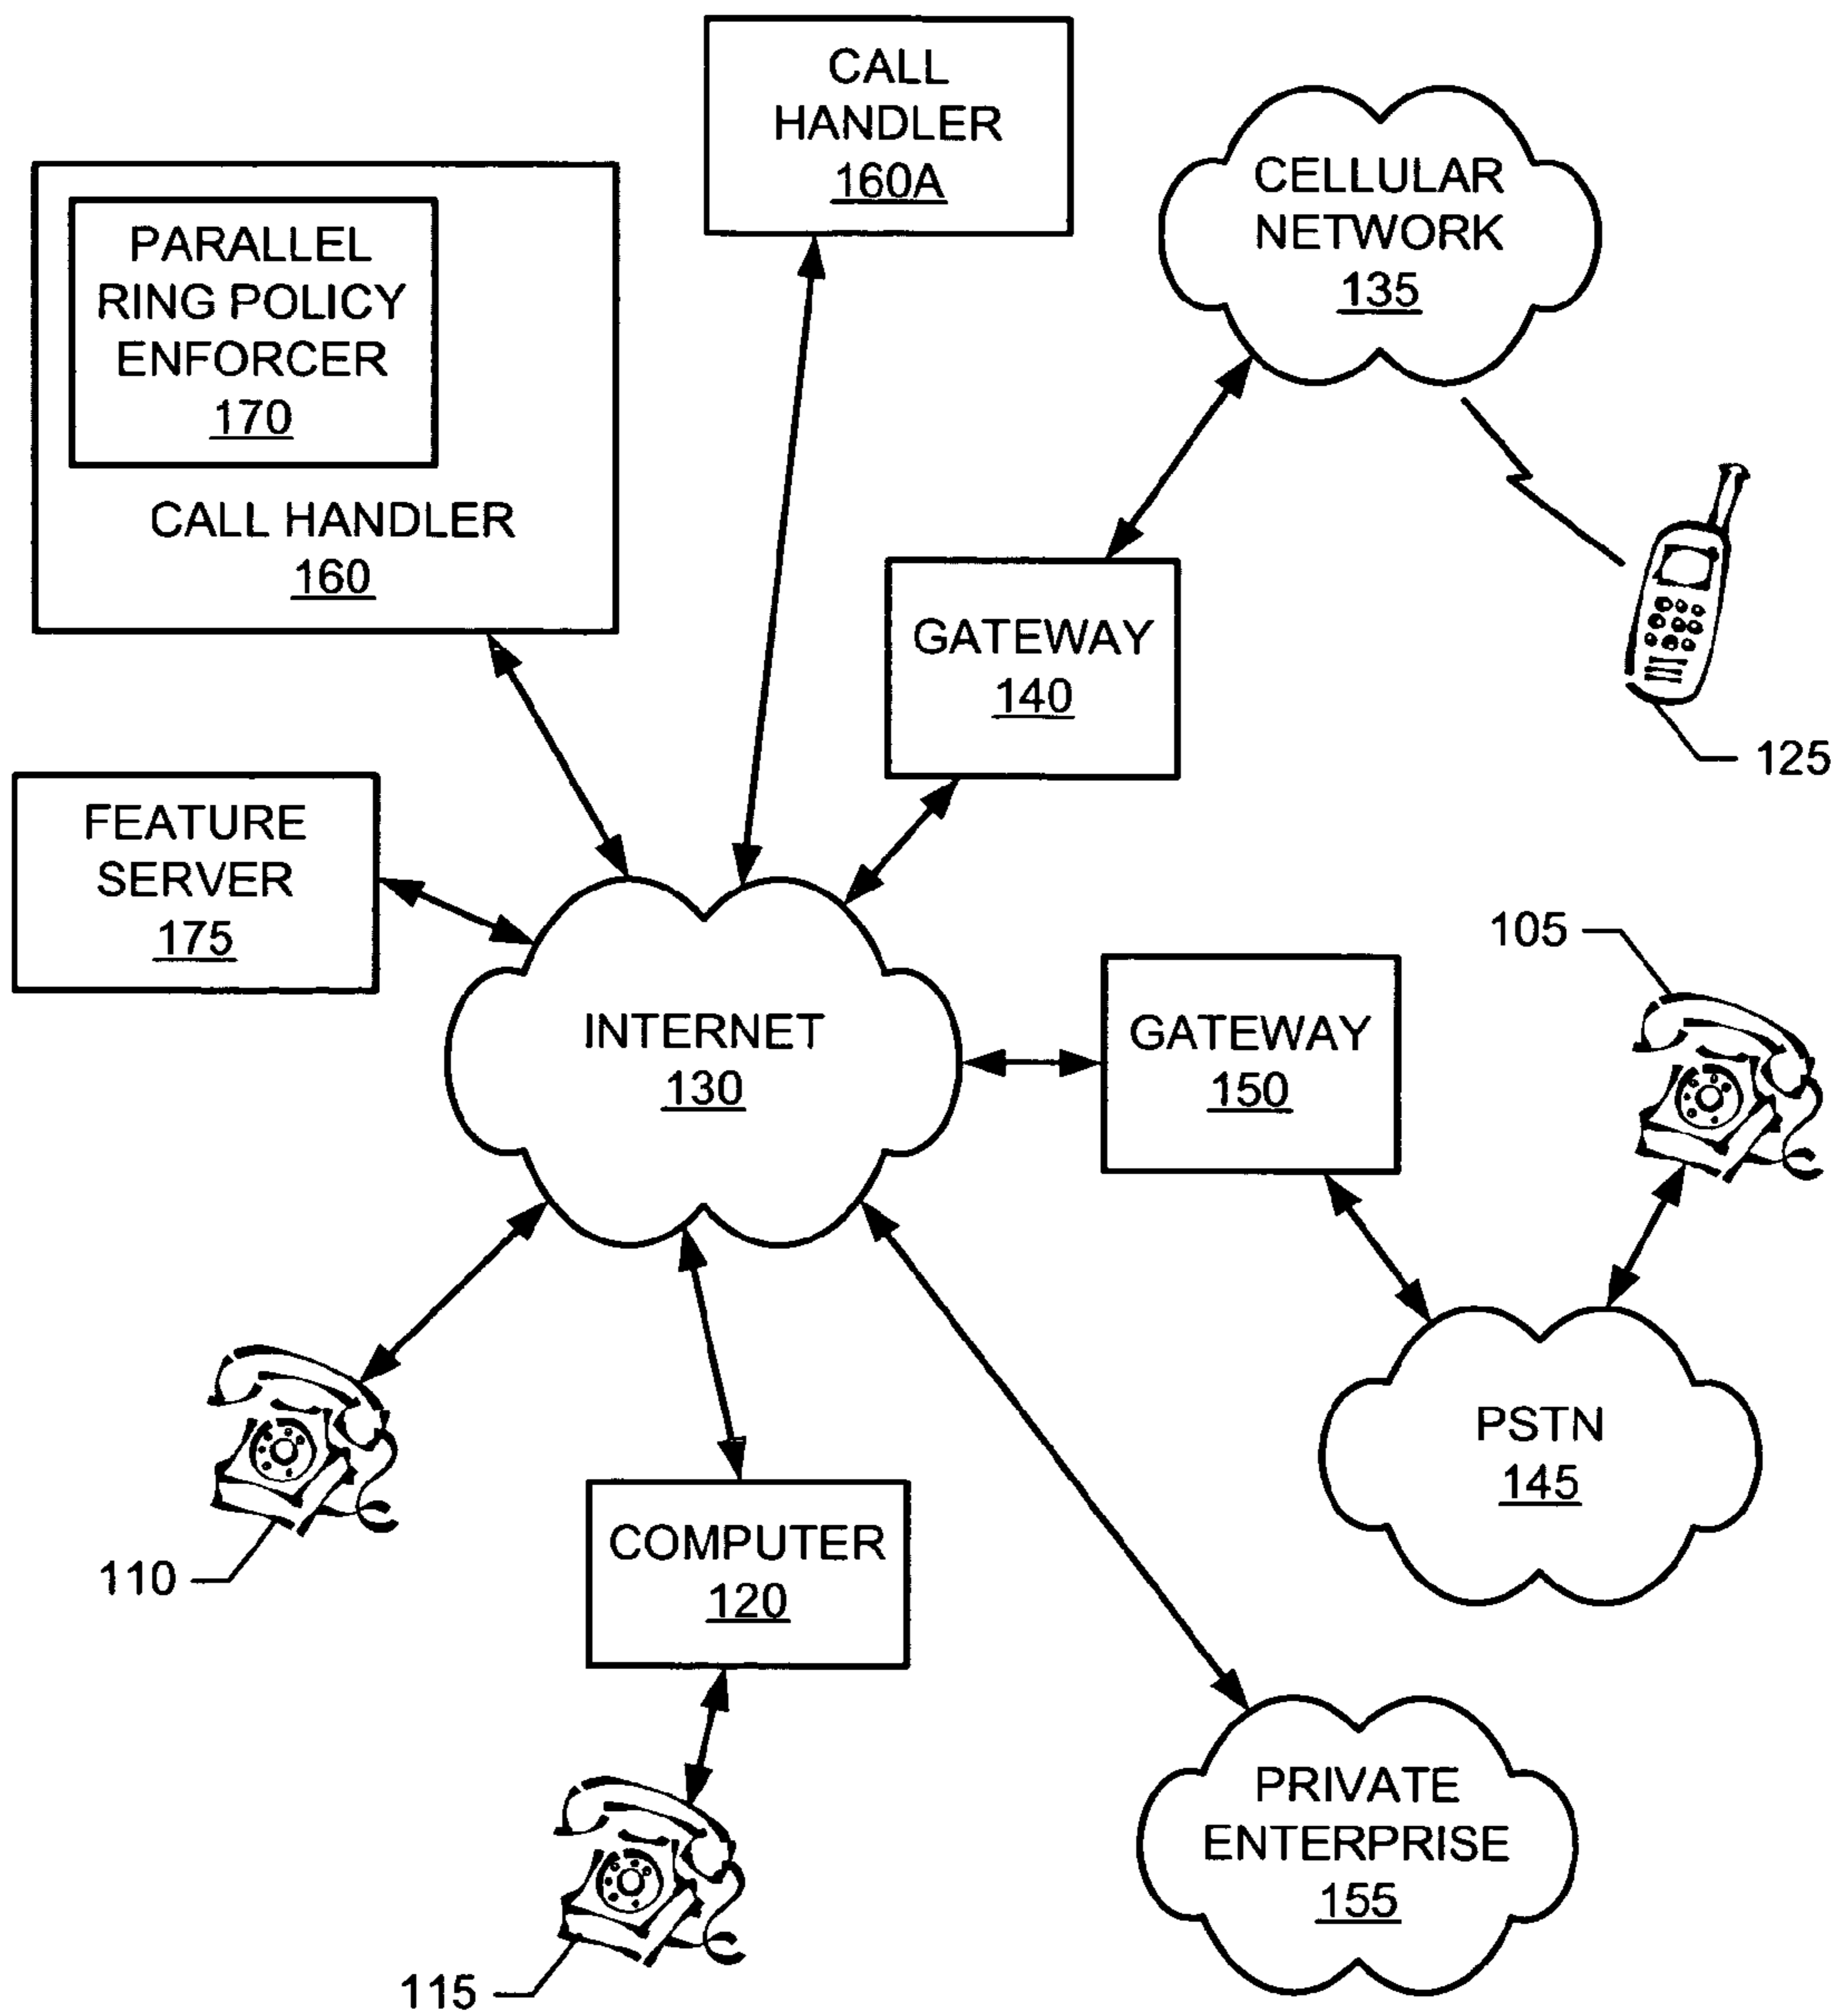 CALL
HANDLER
160A
CELLULAR
NETWORK
135
PARALLEL
RING POLICY
ENFORCER
170
CALL HANDLER
160
GATEWAY
140
125
FEATURE
SERVER
175
105
INTERNET
130
GATEWAY
150
PSTN
145
110
COMPUTER
120
PRIVATE
ENTERPRISE
155
115